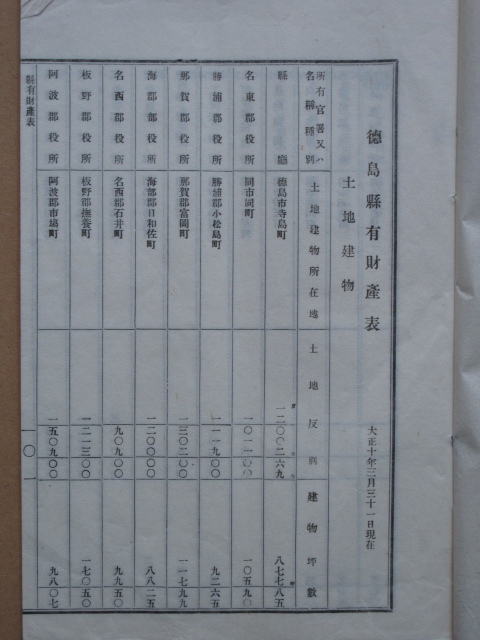 德島縣有財產表
大正十年三月三十一日現在
土地建物
所有官署又ハ名稱種別
土地建物所在地
土地反別
建物坪數
縣廳
德島市寺島町
一二〇〇二六九
八七七八五
名東郡役所
同市同町
一〇一一〇〇
一〇五九〇
勝浦郡役所
勝浦郡小松島町
一一一九〇〇
九二六五
那賀郡役所
那賀郡富岡町
一三〇二〇〇
一一七九九
海部郡役所
海部郡日和佐町
一二〇〇〇〇
八八二五
名西郡役所
名西郡石井町
九〇九〇〇
九九五〇
板野郡役所
板野郡撫養町
一二一三〇〇
一七〇五〇
阿波郡役所
阿波郡市場町
一五〇九〇〇
九八〇七
縣有財產表
一〇一